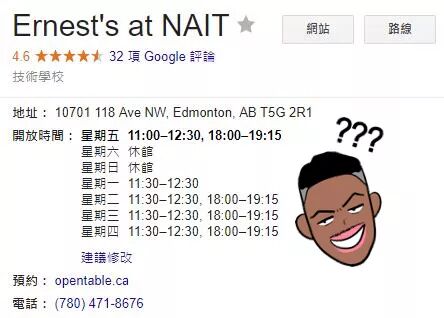 Ernest's at NAIT
網站
路線
4.6 32 項 Google 評論
技術學校
地址： 10701 118 Ave NW, Edmonton, AB T5G 2R1
開放時間： 星期五 11:00–12:30, 18:00–19:15
星期六 休館
星期日 休館
星期一 11:30–12:30
星期二 11:30–12:30, 18:00–19:15
星期三 11:30–12:30, 18:00–19:15
星期四 11:30–12:30, 18:00–19:15
建議修改
預約： opentable.ca
電話： (780) 471-8676
???